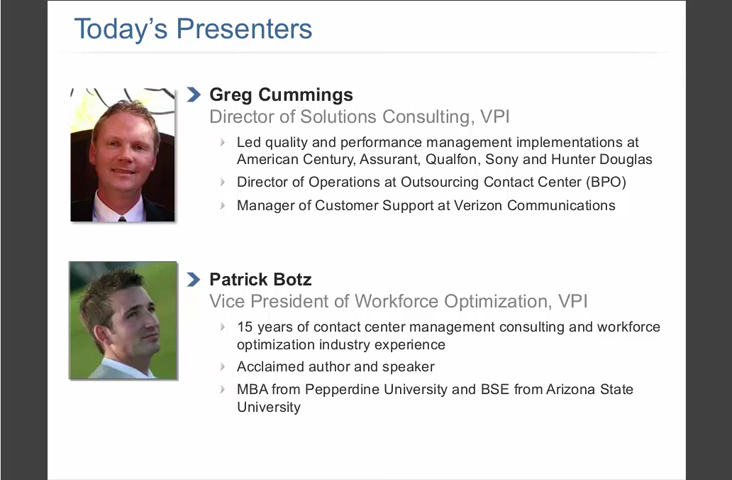 Today's Presenters
Greg Cummings
Director of Solutions Consulting, VPI
Led quality and performance management implementations at
American Century, Assurant, Qualfon, Sony and Hunter Douglas
Director of Operations at Outsourcing Contact Center (BPO)
Manager of Customer Support at Verizon Communications
Patrick Botz
Vice President of Workforce Optimization, VPI
15 years of contact center management consulting and workforce
optimization industry experience
Acclaimed author and speaker
MBA from Pepperdine University and BSE from Arizona State
University